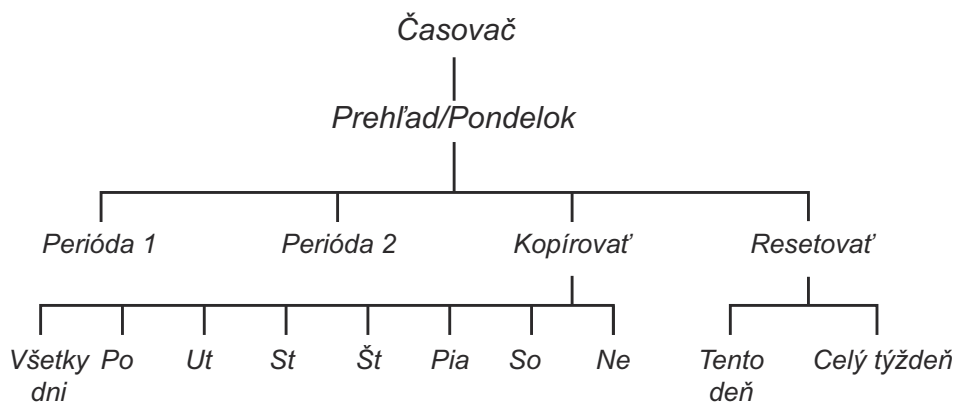 Časovač
Prehľad/Pondelok
Perióda 1 Perióda 2 Kopírovať Resetovať
Všetky dni Po Ut St Št Pia So Ne Tento deň Celý týždeň